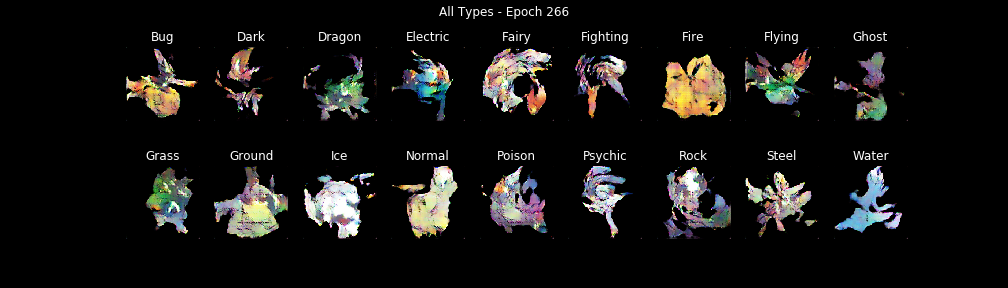 All Types - Epoch 266
Bug Dark Dragon Electric Fairy Fighting Fire Flying Ghost
Grass Ground Ice Normal Poison Psychic Rock Steel Water